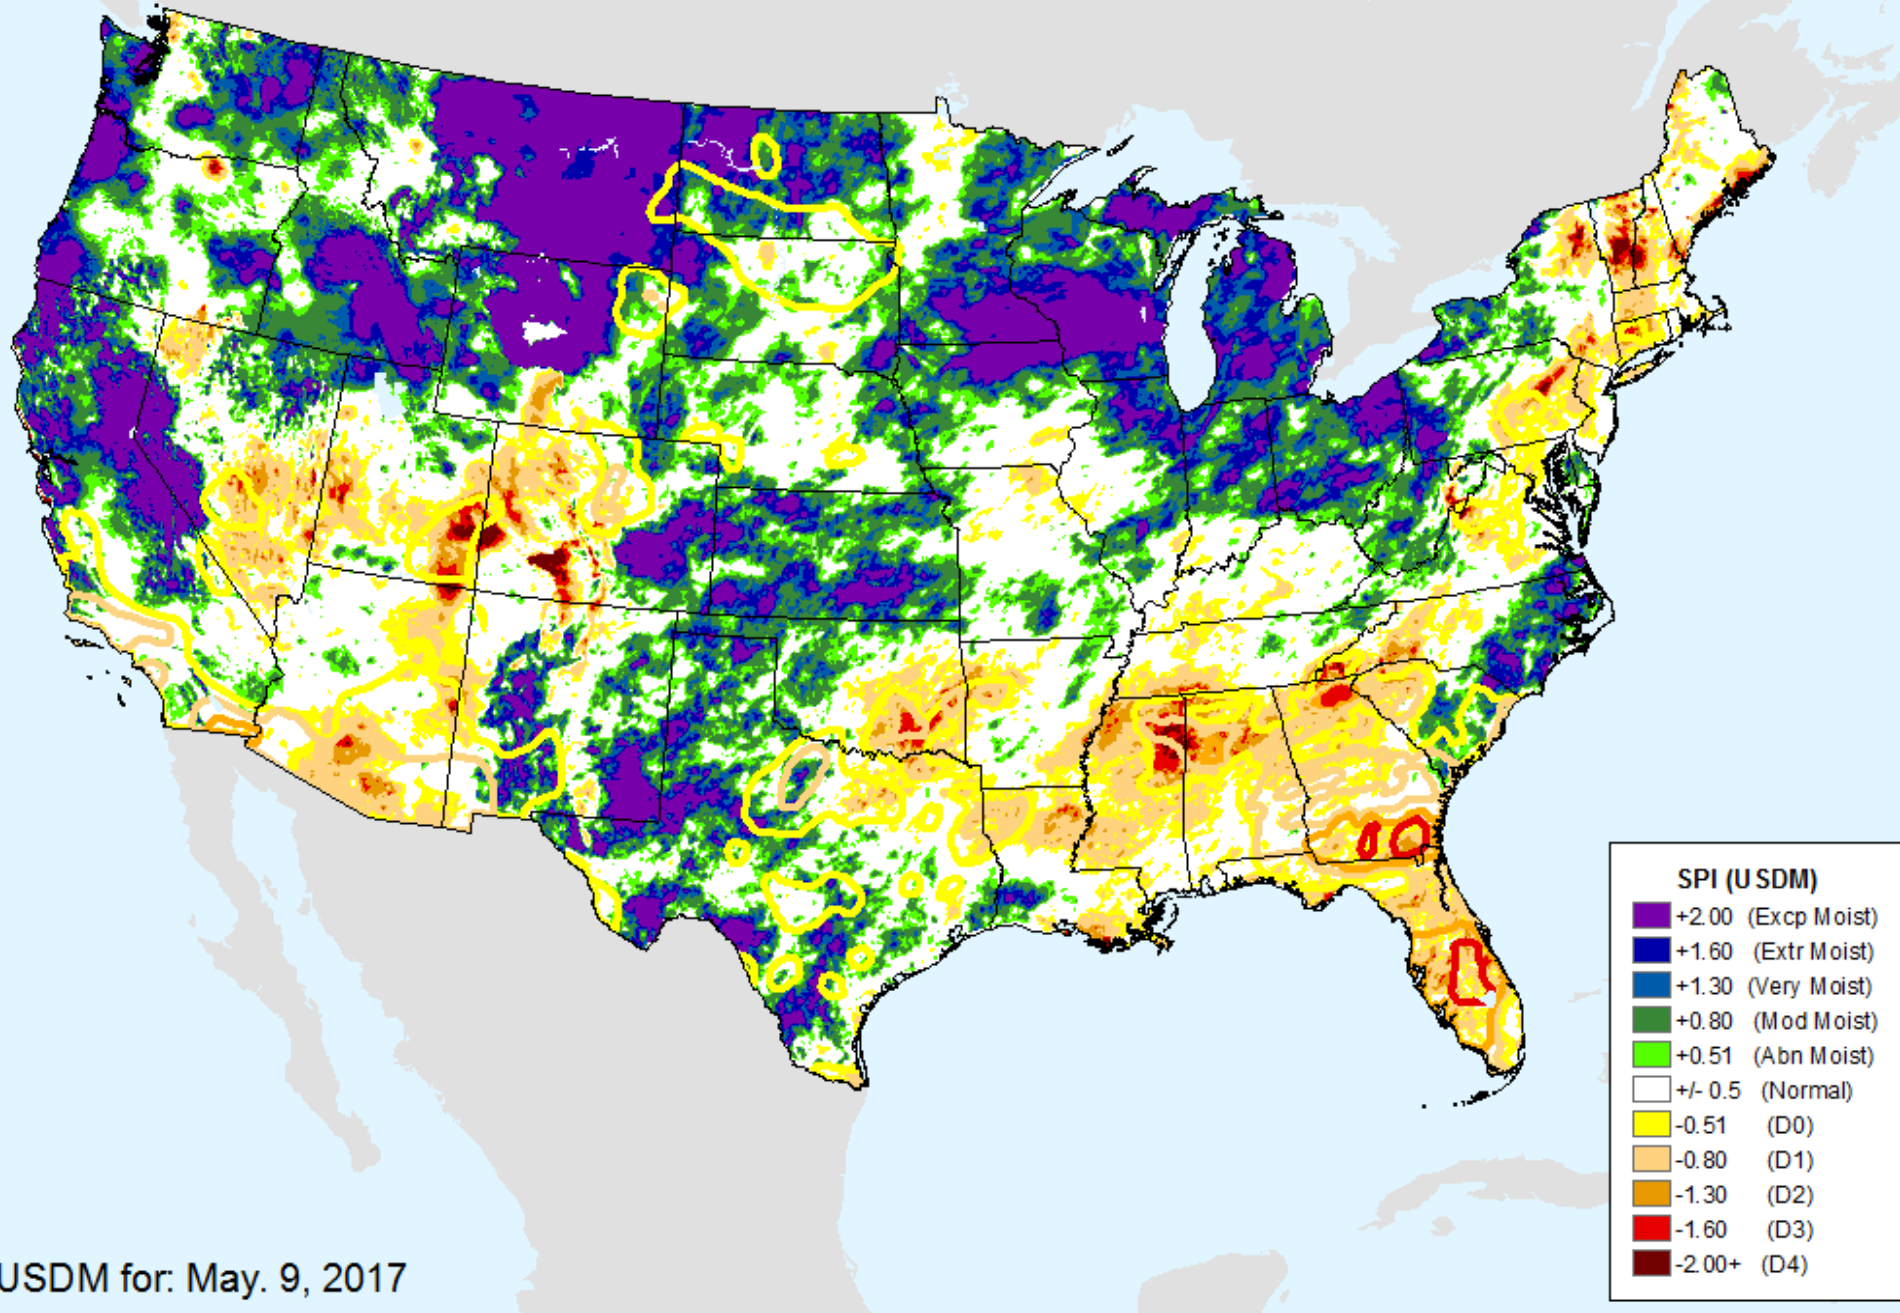 SPI (USDM)
+2.00 (Excp Moist)
+1.60 (Extr Moist)
+1.30 (Very Moist)
+0.80 (Mod Moist)
+0.51 (Abn Moist)
+/- 0.5 (Normal)
-0.51 (D0)
-0.80 (D1)
-1.30 (D2)
-1.60 (D3)
-2.00+ (D4)
USDM for: May. 9, 2017